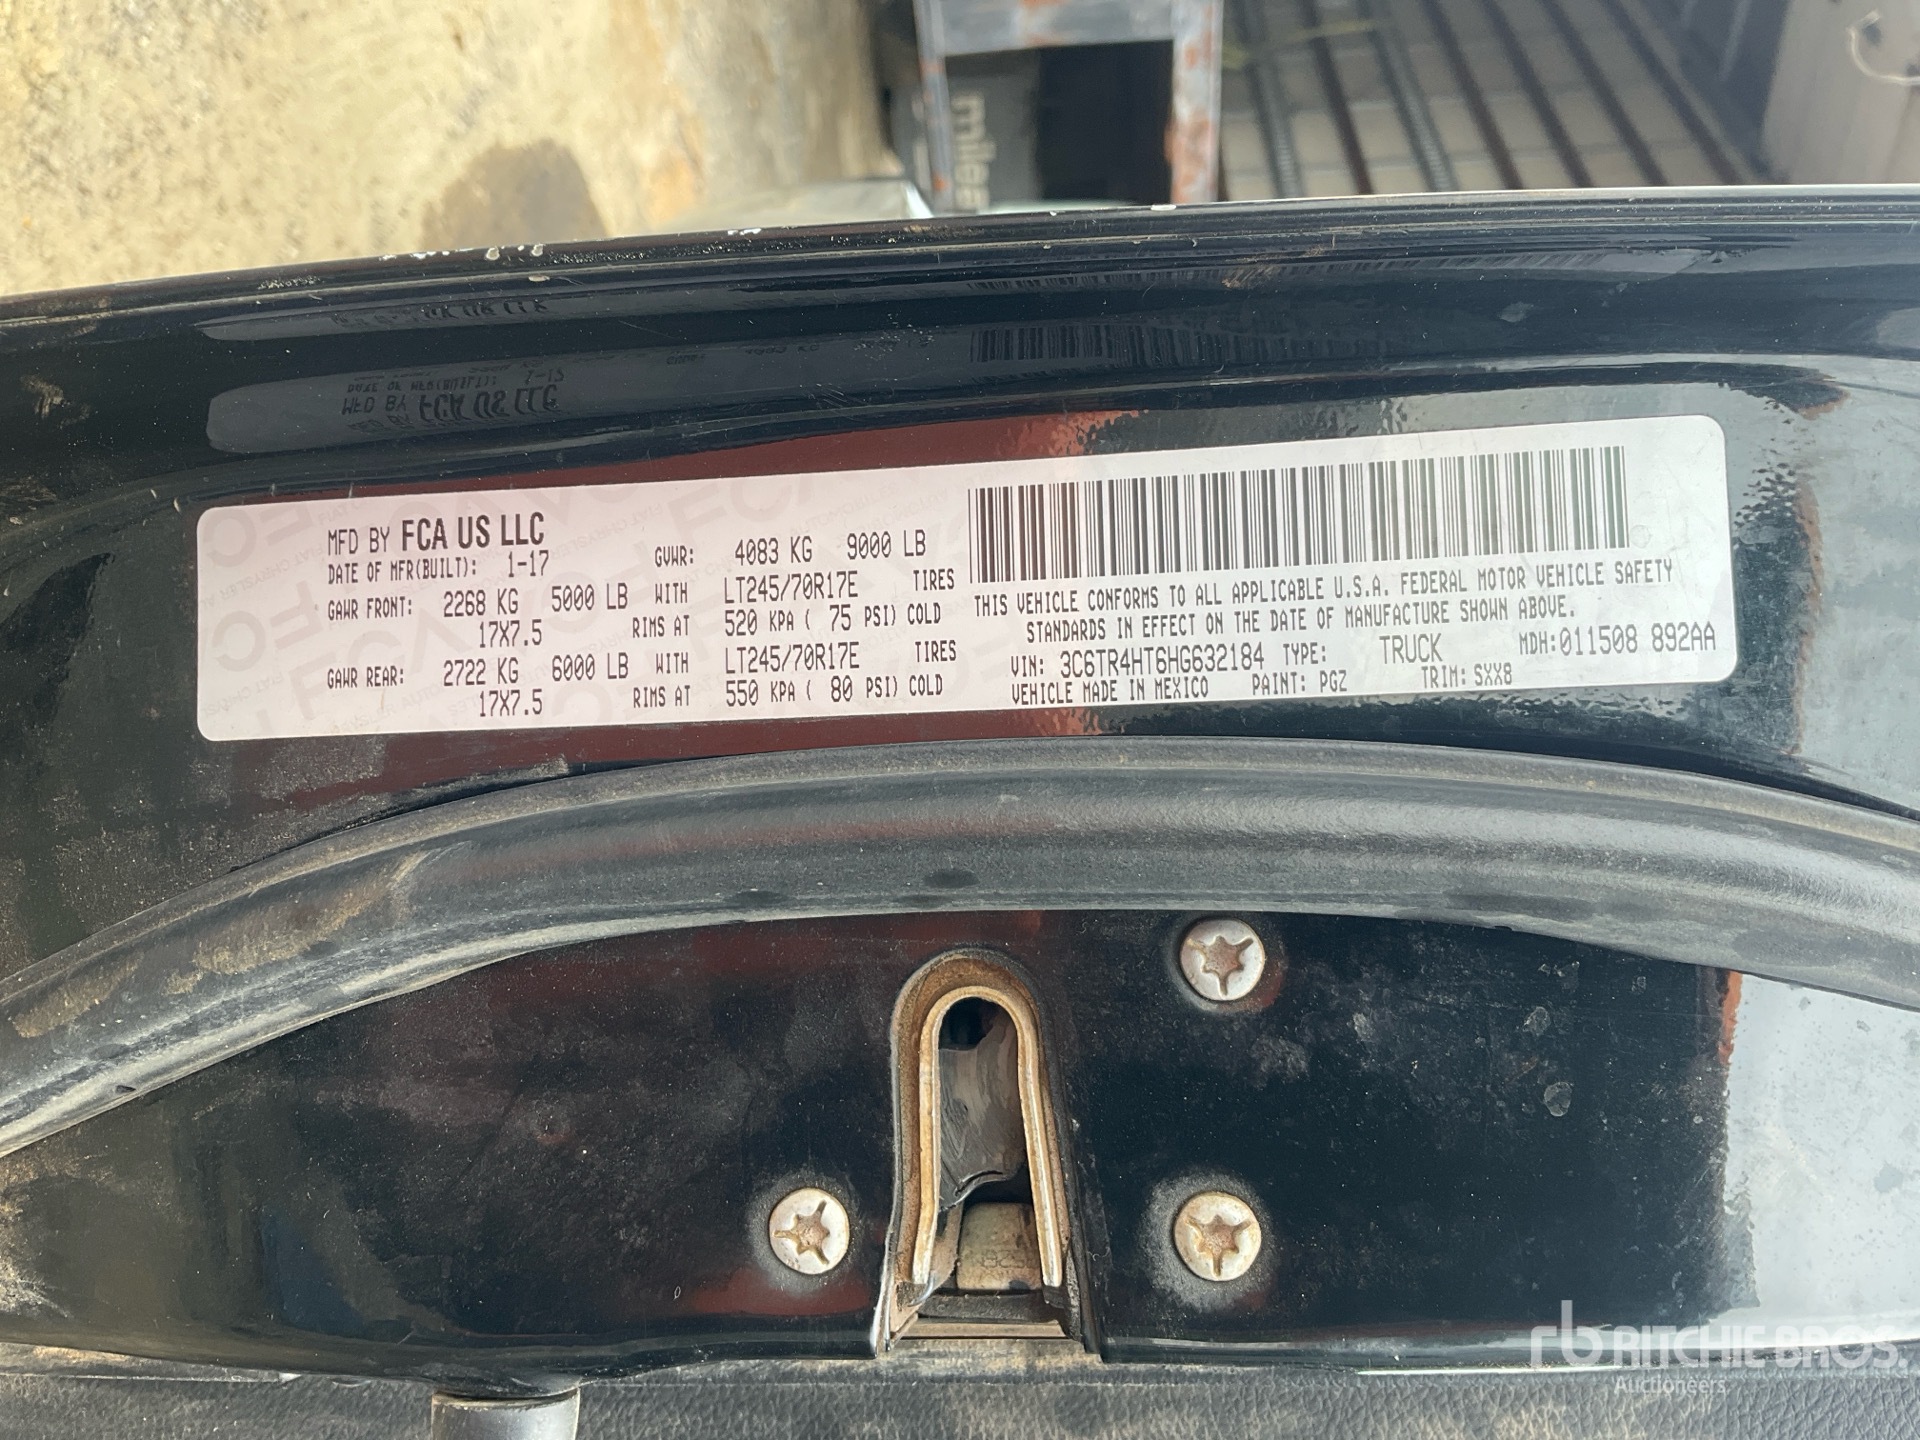 MFD BY FCA US LLC
DATE OF MFR(BUILT): 1-17 GVWR: 4083 KG 9000 LB
GAWR FRONT: 2268 KG 5000 LB WITH LT245/70R17E TIRES
17X7.5 RIMS AT 520 KPA ( 75 PSI) COLD
GAWR REAR: 2722 KG 6000 LB WITH LT245/70R17E TIRES
17X7.5 RIMS AT 550 KPA ( 80 PSI) COLD
THIS VEHICLE CONFORMS TO ALL APPLICABLE U.S.A. FEDERAL MOTOR VEHICLE SAFETY
STANDARDS IN EFFECT ON THE DATE OF MANUFACTURE SHOWN ABOVE.
VIN: 3C6TR4HT6HG632184 TYPE: TRUCK MDH:011508 892AA
VEHICLE MADE IN MEXICO PAINT: PGZ TRIM: SXX8
rb RITCHIE BROS.
Auctioneers